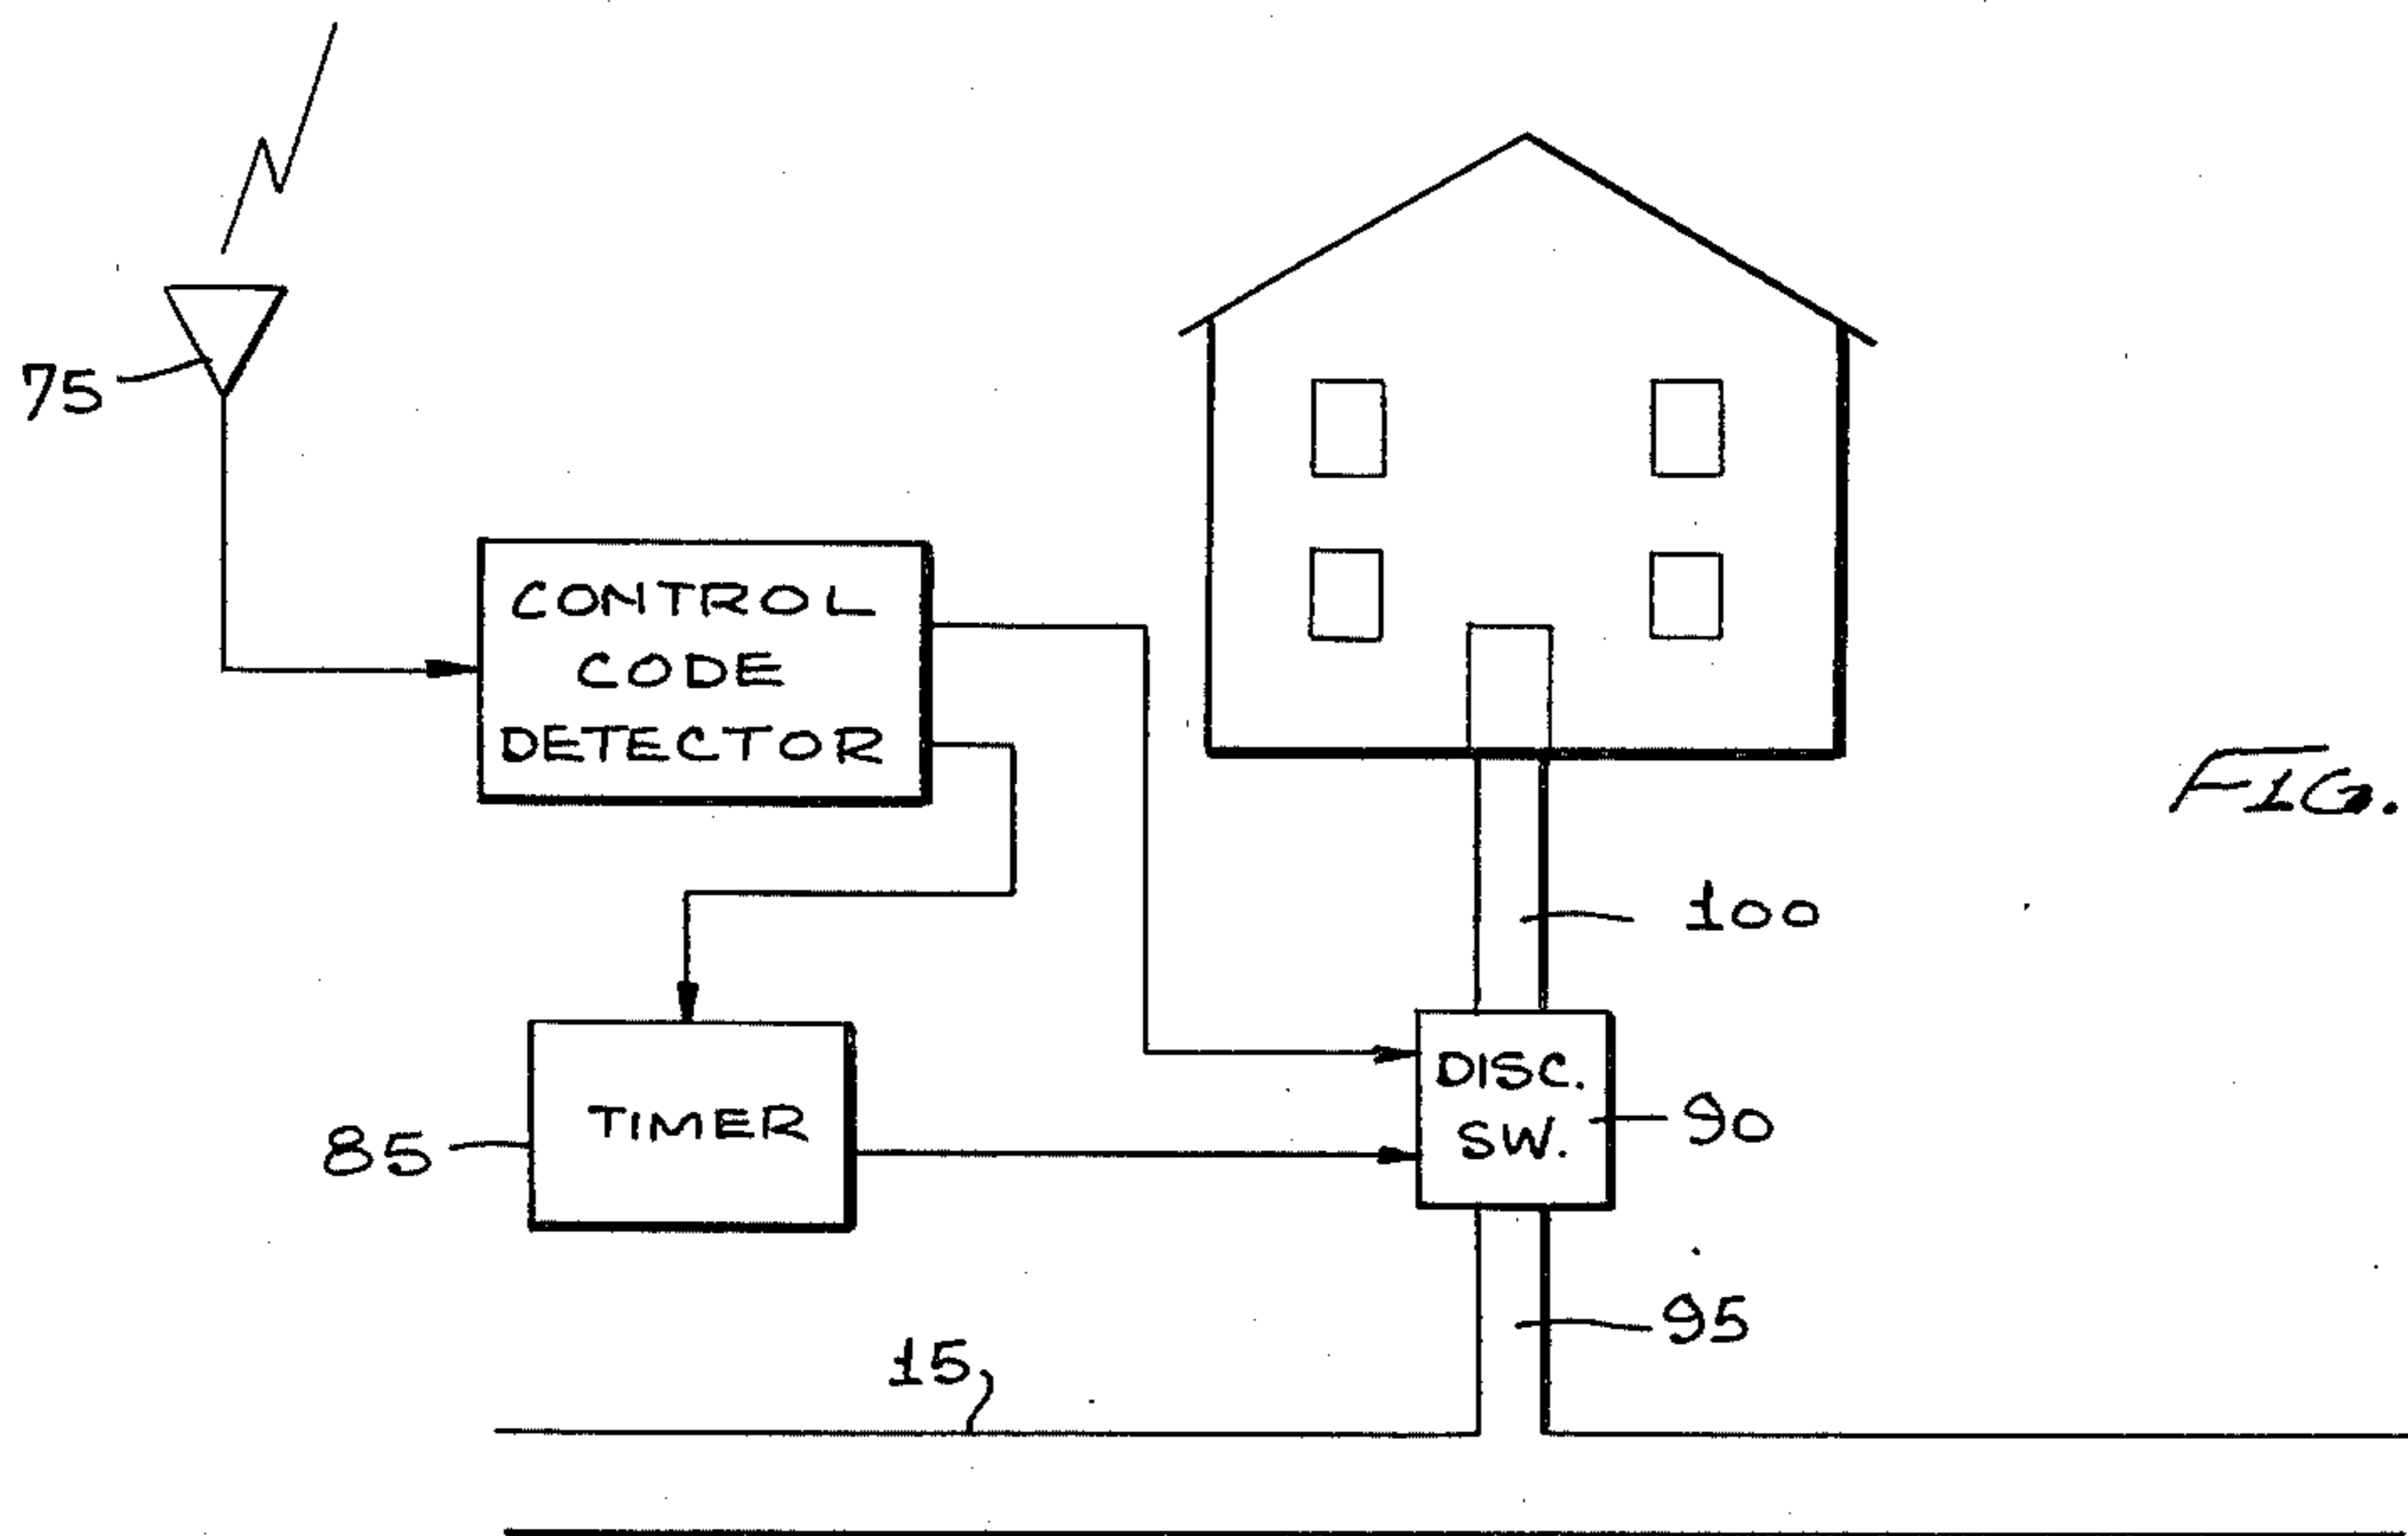 75
CONTROL
CODE
DETECTOR
FIG.
100
DISC.
SW.
90
TIMER
85
95
15